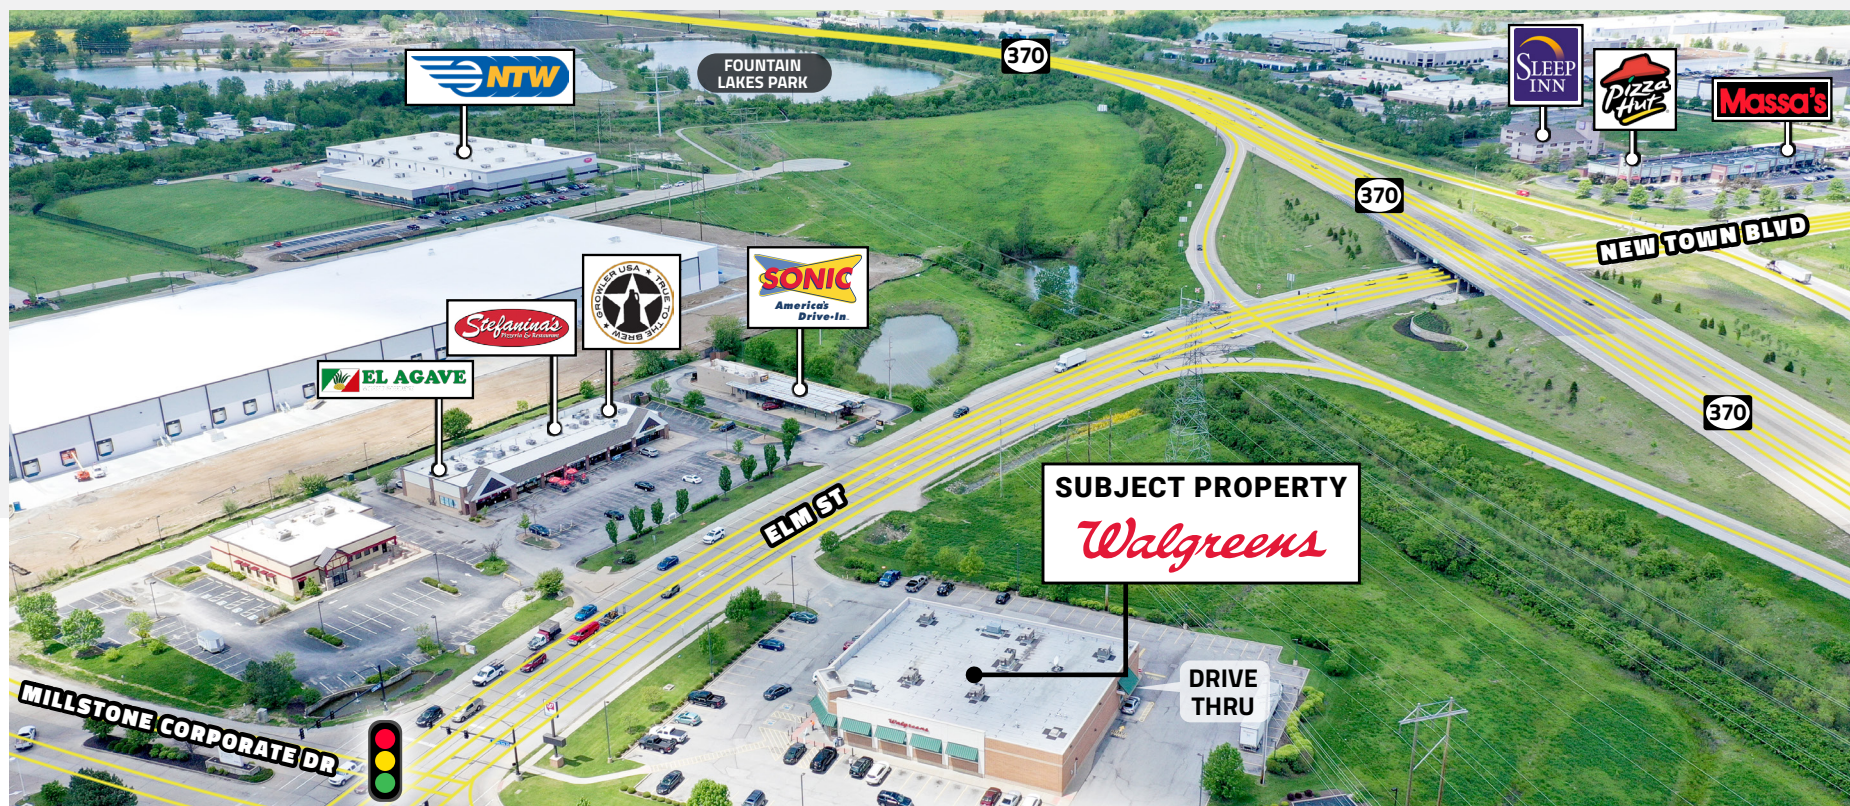 NTW
FOUNTAIN
LAKES PARK
370
SLEEP
INN
Pizza
Hut
Massa's
370
NEW TOWN BLVD
GROWLER USA ★ TRUE TO THE BREW ★
SONIC
America's
Drive-In
Stefanina's
Pizzeria & Restaurant
EL AGAVE
370
SUBJECT PROPERTY
Walgreens
ELM ST
DRIVE
THRU
Walgreens
MILLSTONE CORPORATE DR